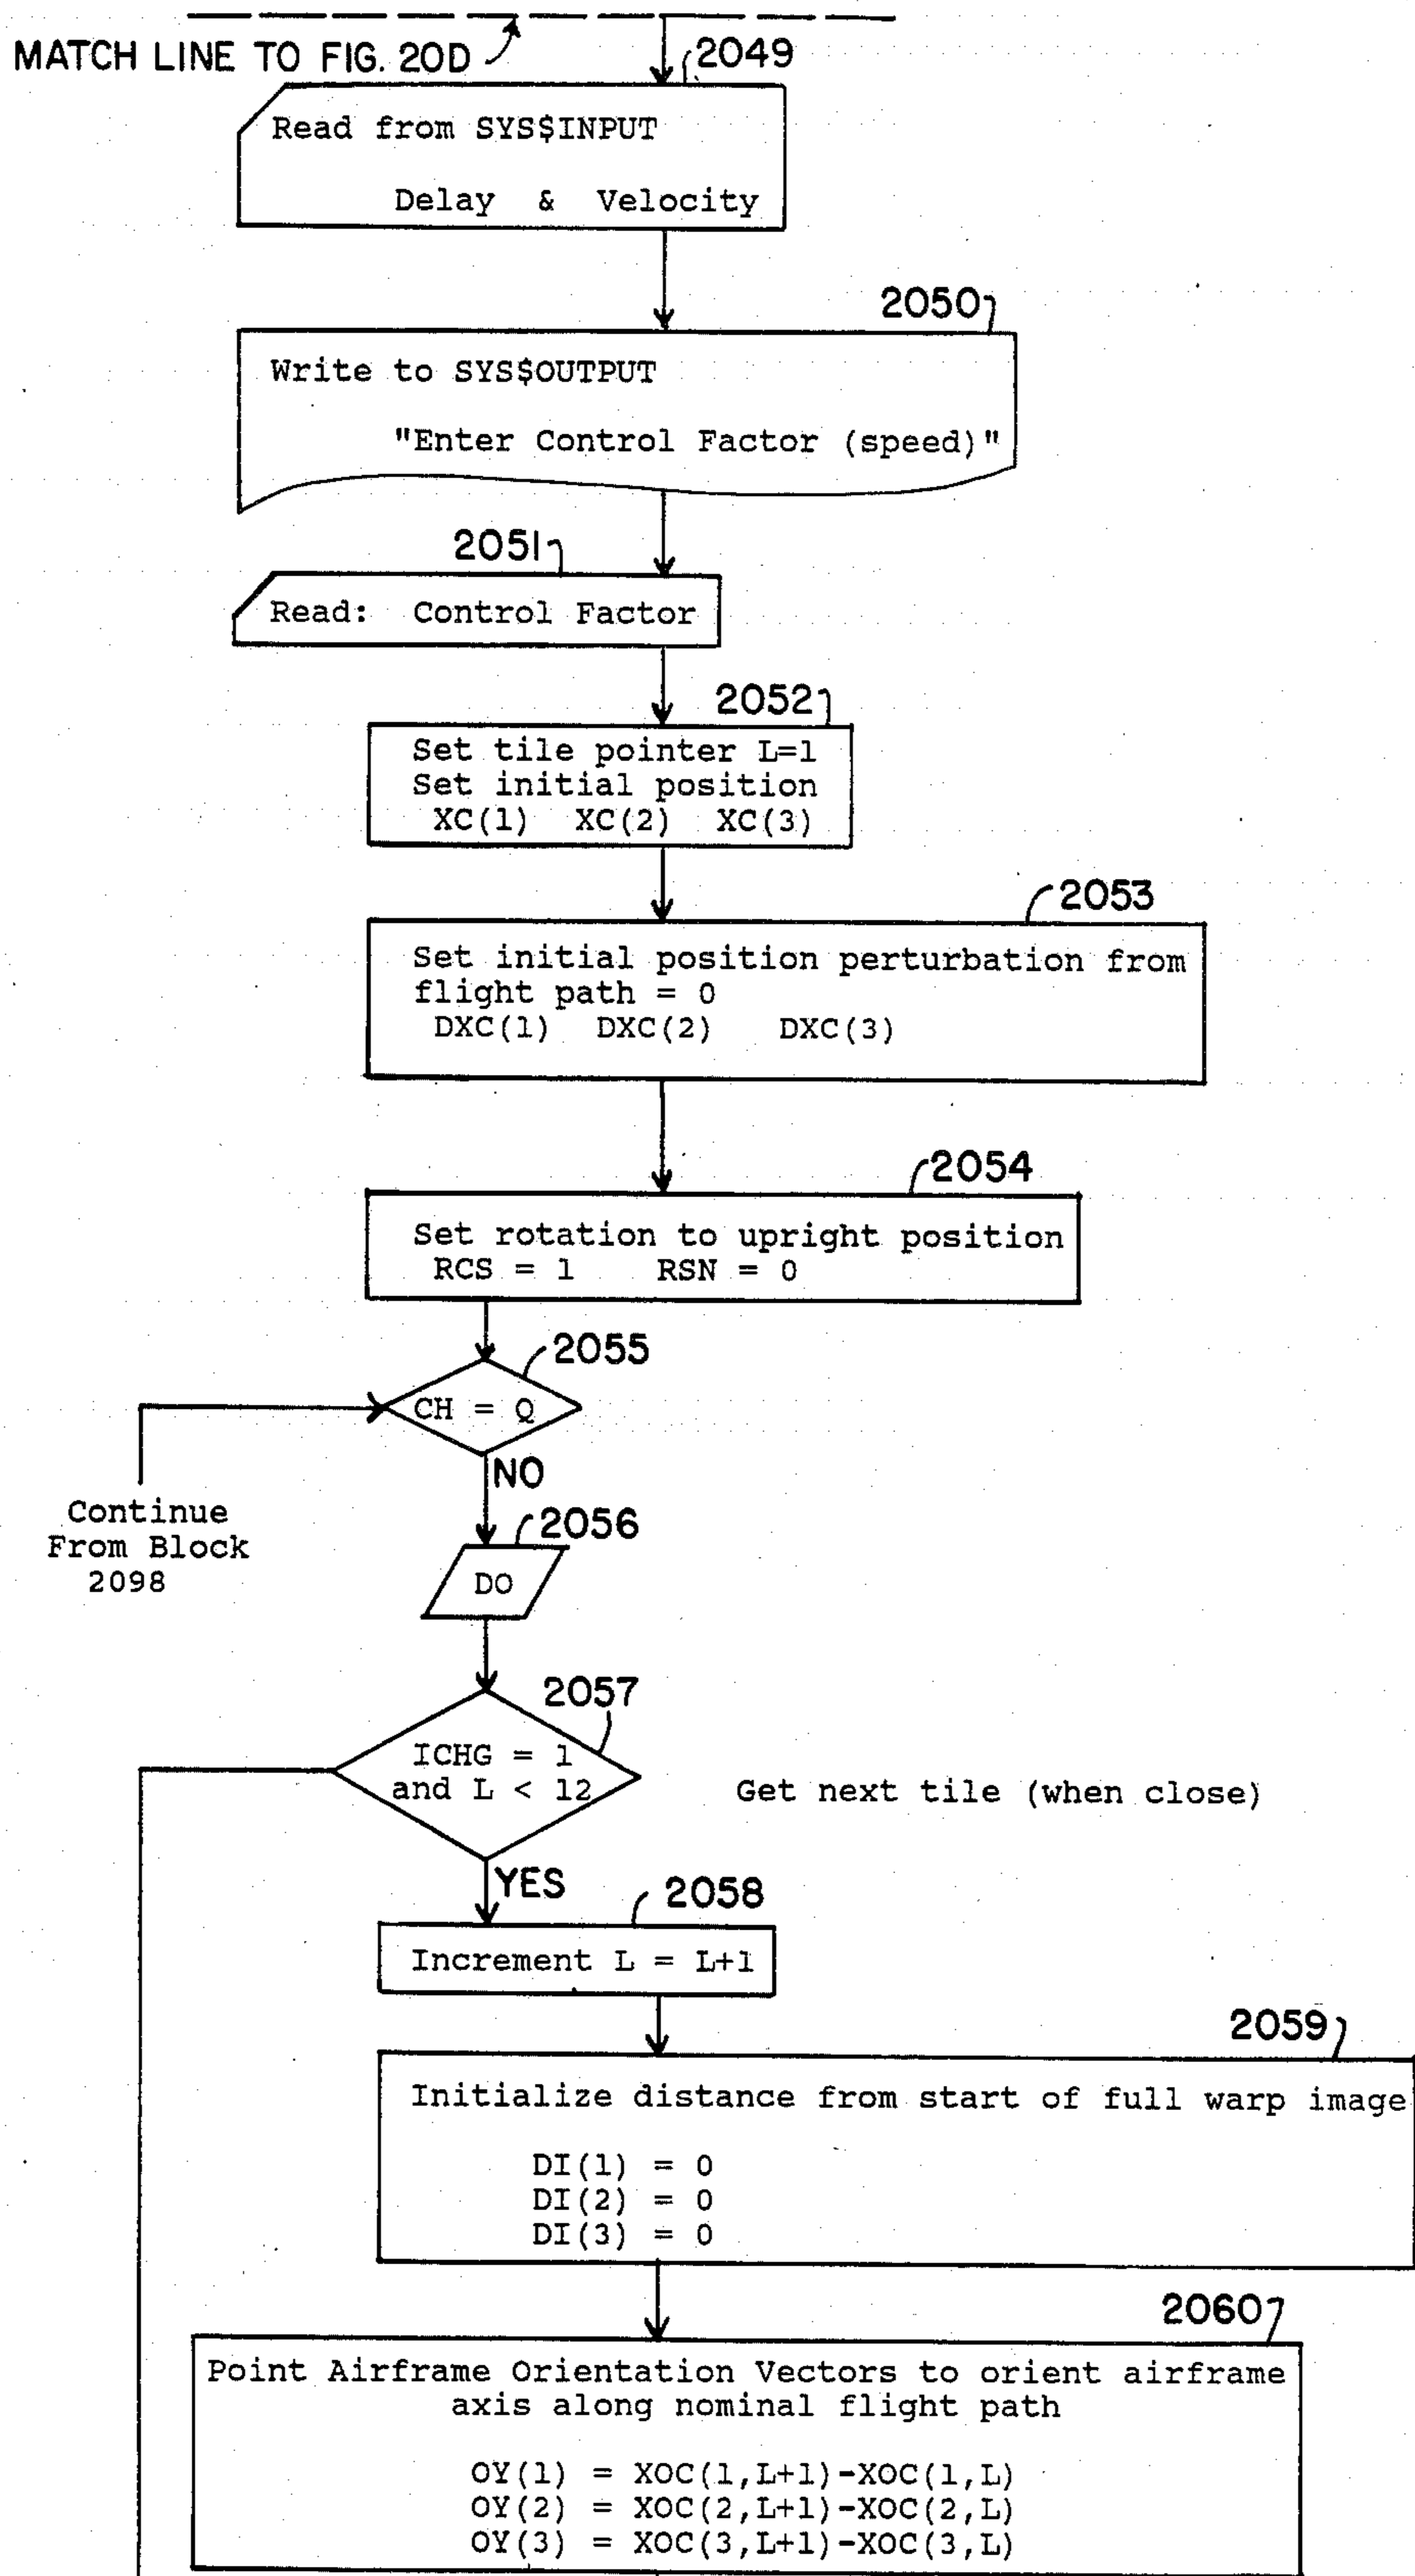 MATCH LINE TO FIG. 20D
2049
Read from SYS$INPUT
Delay & Velocity
2050
Write to SYS$OUTPUT
"Enter Control Factor (speed)"
2051
Read: Control Factor
2052
Set tile pointer L=1
Set initial position
XC(1) XC(2) XC(3)
2053
Set initial position perturbation from
flight path = 0
DXC(1) DXC(2) DXC(3)
2054
Set rotation to upright position
RCS = 1 RSN = 0
2055
CH = Q
NO
Continue
From Block
2098
2056
DO
2057
ICHG = 1
and L < 12
Get next tile (when close)
YES
2058
Increment L = L+1
2059
Initialize distance from start of full warp image
DI(1) = 0
DI(2) = 0
DI(3) = 0
2060
Point Airframe Orientation Vectors to orient airframe
axis along nominal flight path
OY(1) = XOC(1,L+1)-XOC(1,L)
OY(2) = XOC(2,L+1)-XOC(2,L)
OY(3) = XOC(3,L+1)-XOC(3,L)